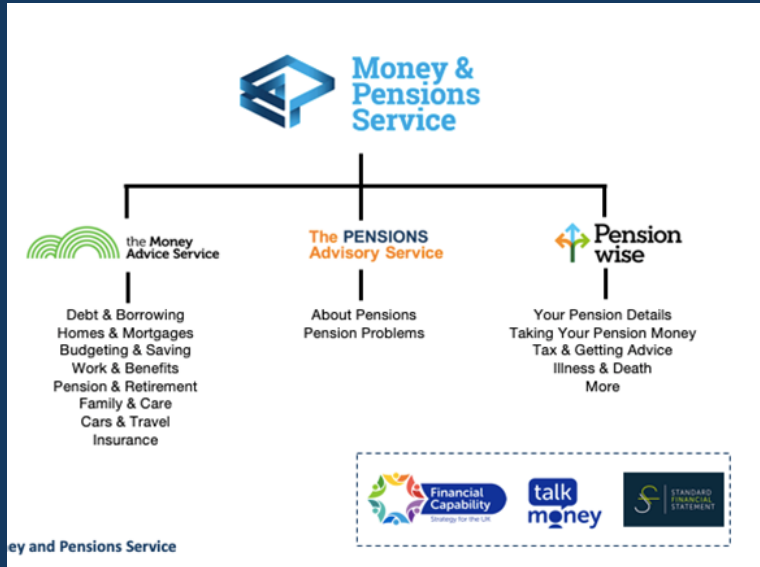 Money &
Pensions
Service
the Money
Advice Service
The PENSIONS
Advisory Service
Pension
wise
Debt & Borrowing
Homes & Mortgages
Budgeting & Saving
Work & Benefits
Pension & Retirement
Family & Care
Cars & Travel
Insurance
About Pensions
Pension Problems
Your Pension Details
Taking Your Pension Money
Tax & Getting Advice
Illness & Death
More
Financial
Capability
Strategy for the UK
talk
money
STANDARD
FINANCIAL
STATEMENT
ey and Pensions Service